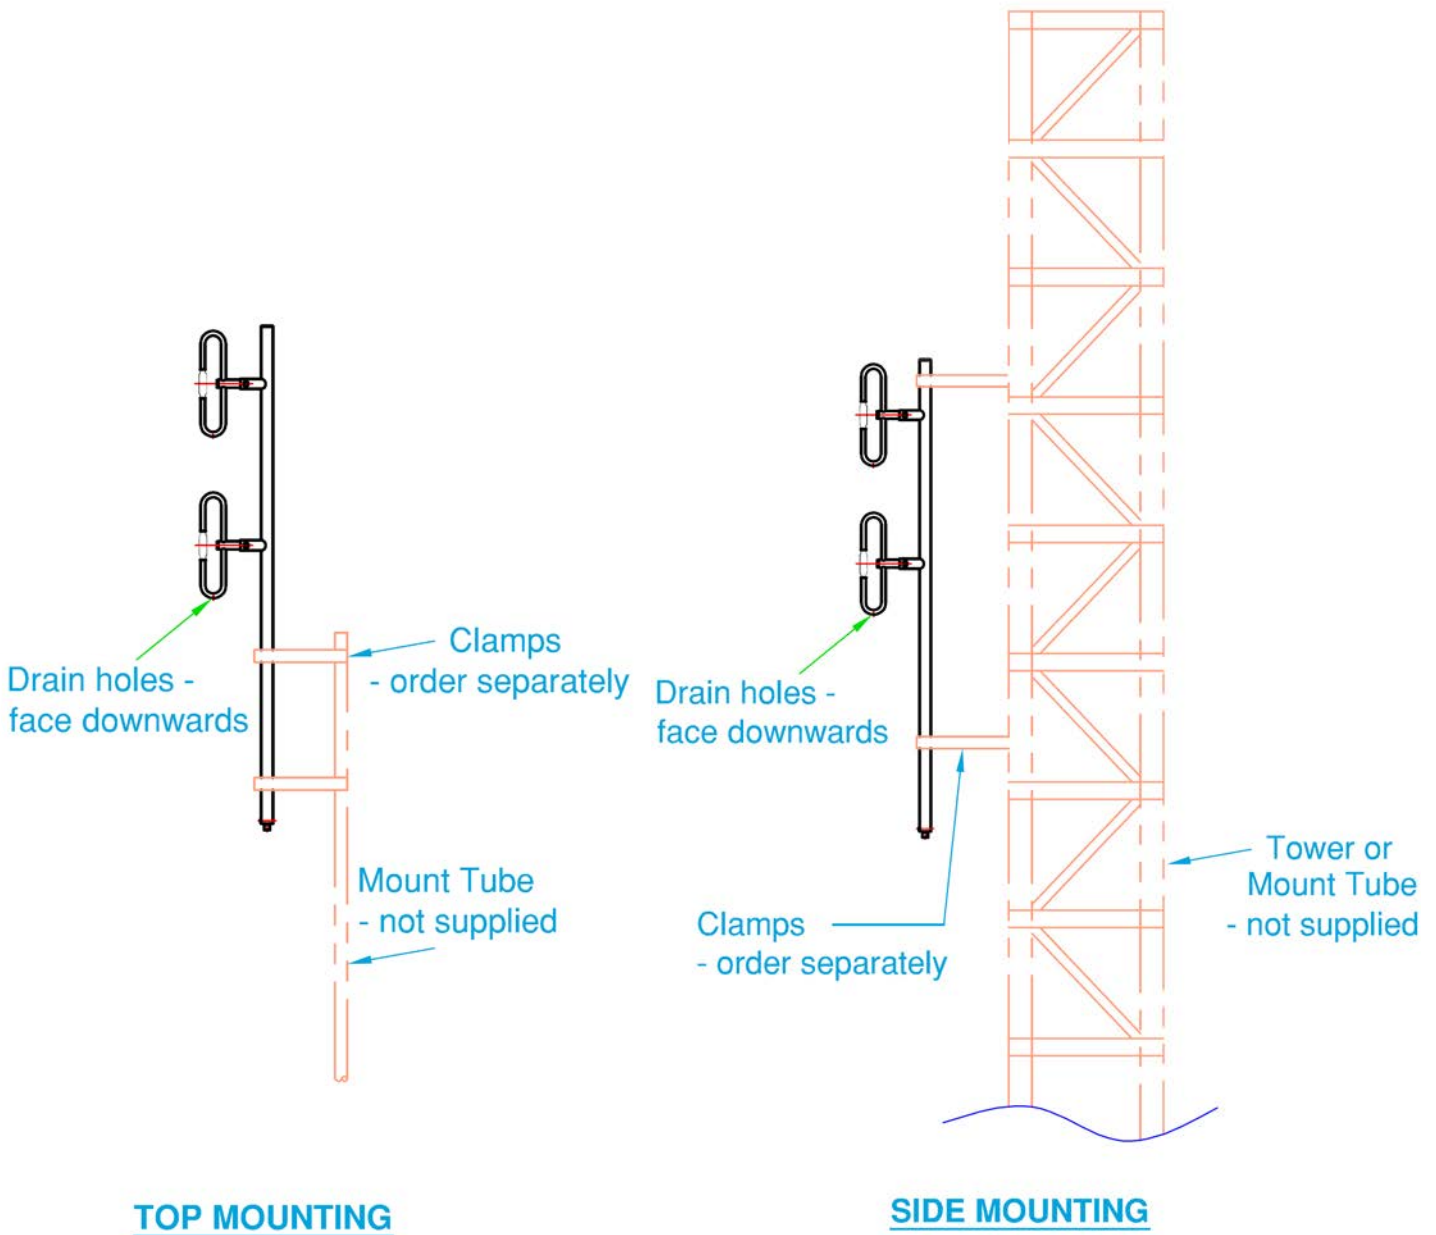 Clamps
- order separately
Drain holes -
face downwards
Mount Tube
- not supplied
TOP MOUNTING
Drain holes -
face downwards
Clamps
- order separately
Tower or
Mount Tube
- not supplied
SIDE MOUNTING